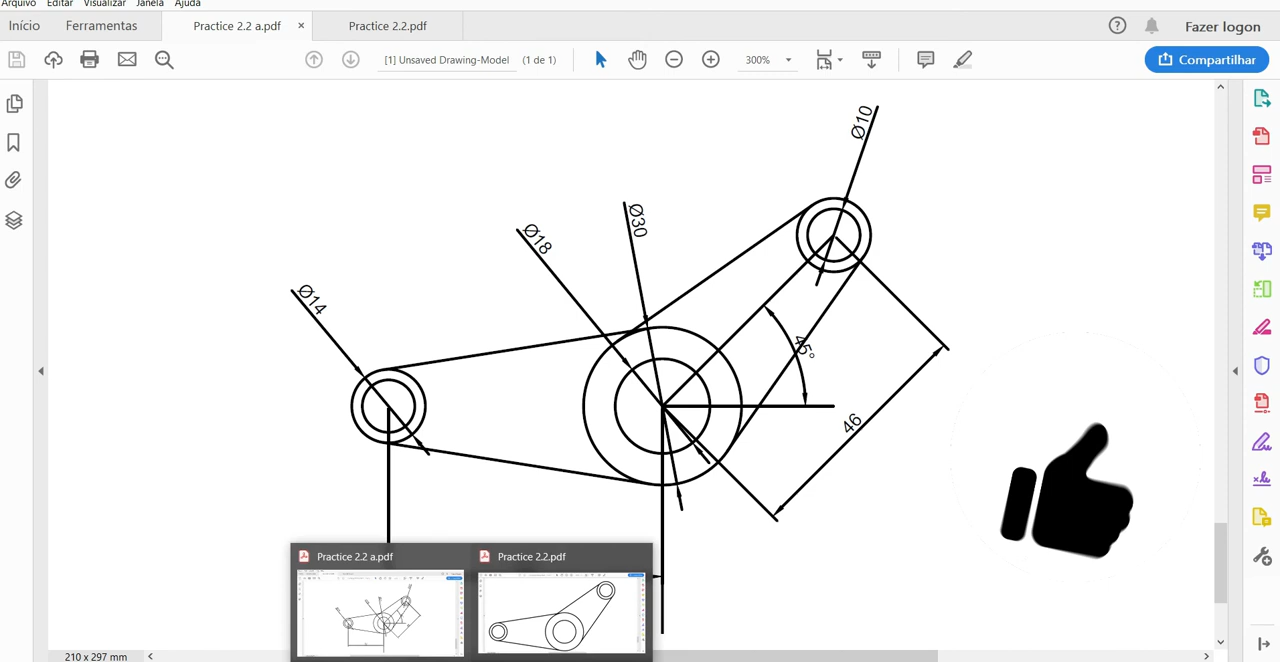 Arquivo Editar Visualizar Janela Ajuda
Início Ferramentas Practice 2.2 a.pdf × Practice 2.2.pdf Fazer logon
[1] Unsaved Drawing-Model (1 de 1) 300% Compartilhar
Ø10
Ø30
Ø18
Ø14
45°
46
Practice 2.2 a.pdf Practice 2.2.pdf
210 x 297 mm